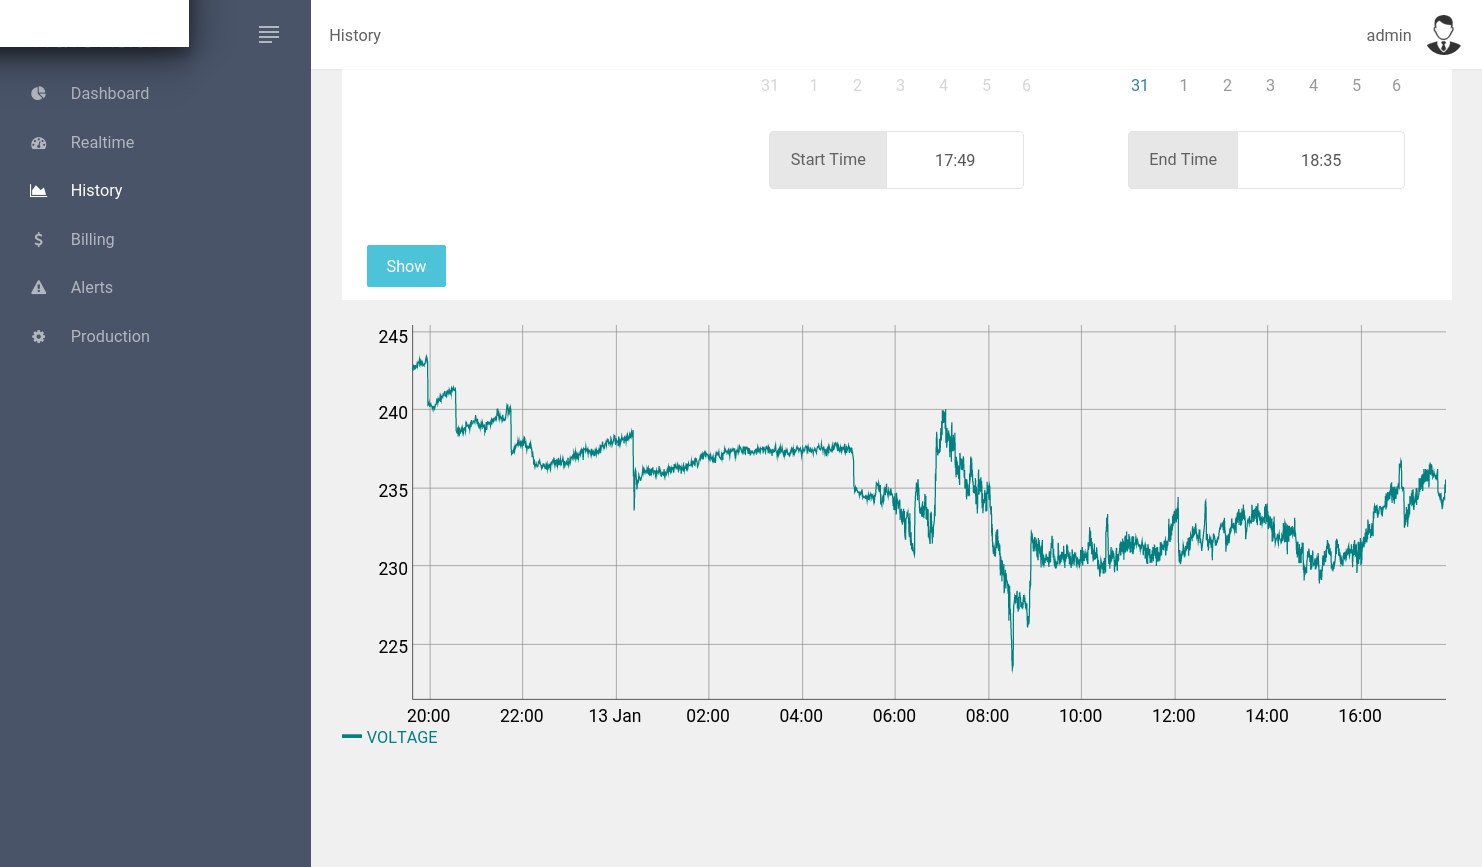 History
admin
Dashboard
Realtime
History
Billing
Alerts
Production
31 1 2 3 4 5 6
31 1 2 3 4 5 6
Start Time 17:49
End Time 18:35
Show
245
240
235
230
225
20:00 22:00 13 Jan 02:00 04:00 06:00 08:00 10:00 12:00 14:00 16:00
VOLTAGE